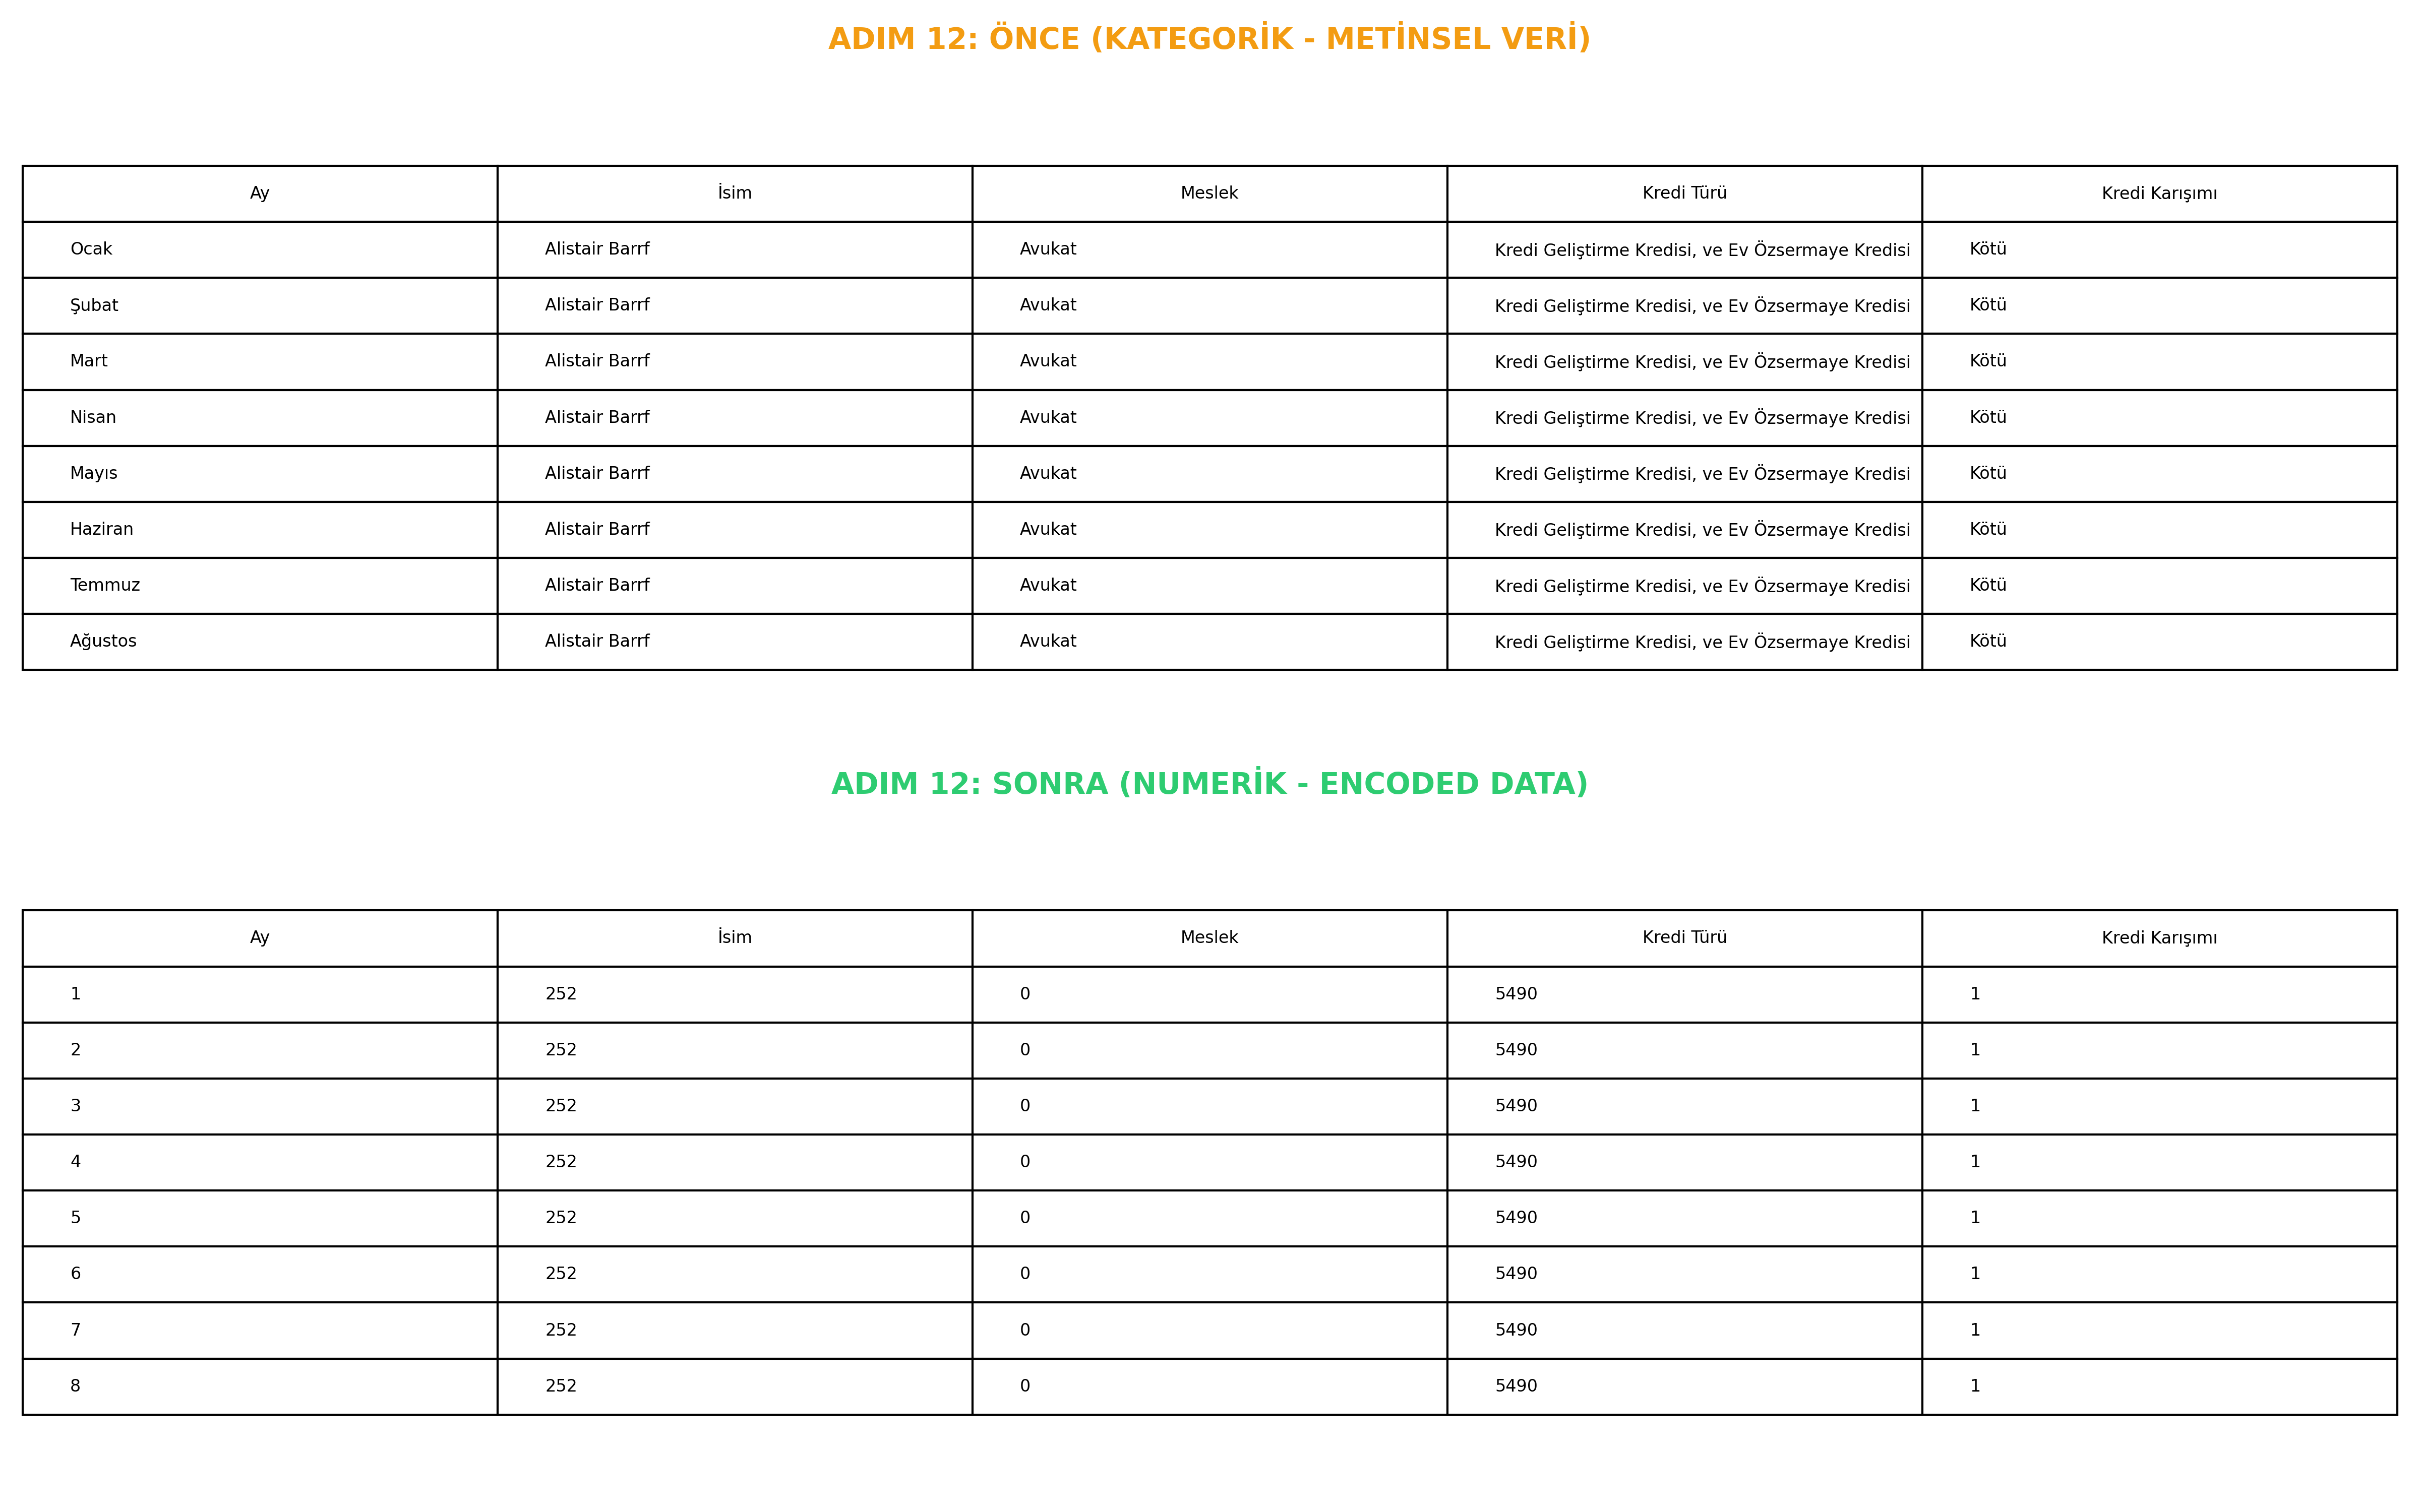 ADIM 12: ÖNCE (KATEGORİK - METİNSEL VERİ)
Ay İsim Meslek Kredi Türü Kredi Karışımı
Ocak Alistair Barrf Avukat Kredi Geliştirme Kredisi, ve Ev Özsermaye Kredisi Kötü
Şubat Alistair Barrf Avukat Kredi Geliştirme Kredisi, ve Ev Özsermaye Kredisi Kötü
Mart Alistair Barrf Avukat Kredi Geliştirme Kredisi, ve Ev Özsermaye Kredisi Kötü
Nisan Alistair Barrf Avukat Kredi Geliştirme Kredisi, ve Ev Özsermaye Kredisi Kötü
Mayıs Alistair Barrf Avukat Kredi Geliştirme Kredisi, ve Ev Özsermaye Kredisi Kötü
Haziran Alistair Barrf Avukat Kredi Geliştirme Kredisi, ve Ev Özsermaye Kredisi Kötü
Temmuz Alistair Barrf Avukat Kredi Geliştirme Kredisi, ve Ev Özsermaye Kredisi Kötü
Ağustos Alistair Barrf Avukat Kredi Geliştirme Kredisi, ve Ev Özsermaye Kredisi Kötü
ADIM 12: SONRA (NUMERİK - ENCODED DATA)
Ay İsim Meslek Kredi Türü Kredi Karışımı
1 252 0 5490 1
2 252 0 5490 1
3 252 0 5490 1
4 252 0 5490 1
5 252 0 5490 1
6 252 0 5490 1
7 252 0 5490 1
8 252 0 5490 1